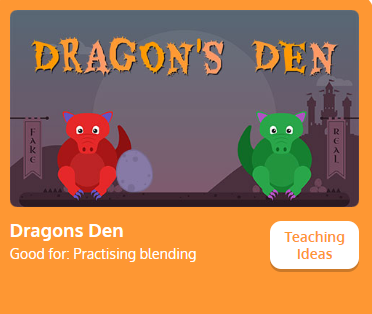 DRAGON'S DEN
FAKE
REAL
Dragons Den
Good for: Practising blending
Teaching
Ideas